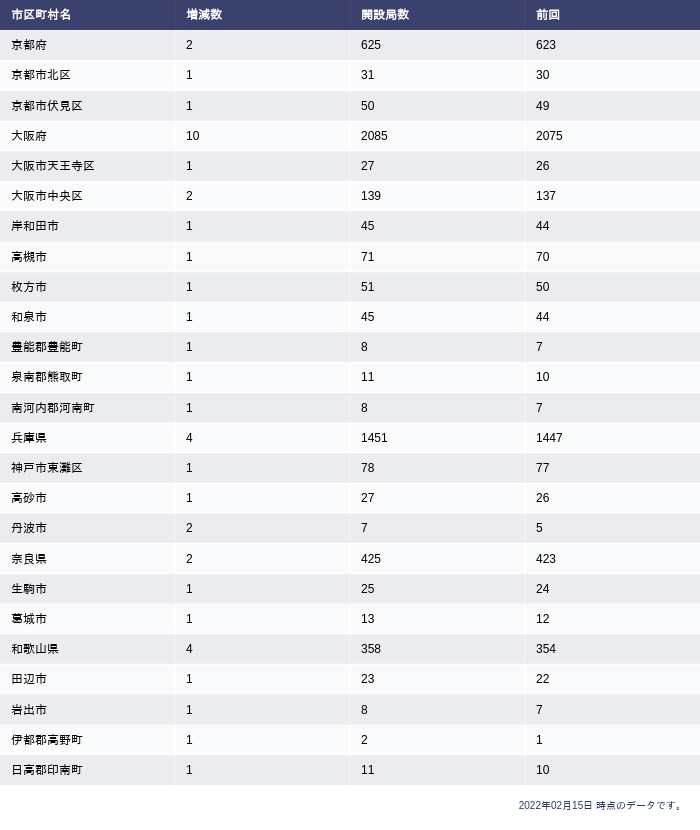 市区町村名 増減数 開設局数 前回
京都府 2 625 623
京都市北区 1 31 30
京都市伏見区 1 50 49
大阪府 10 2085 2075
大阪市天王寺区 1 27 26
大阪市中央区 2 139 137
岸和田市 1 45 44
高槻市 1 71 70
枚方市 1 51 50
和泉市 1 45 44
豊能郡豊能町 1 8 7
泉南郡熊取町 1 11 10
南河内郡河南町 1 8 7
兵庫県 4 1451 1447
神戸市東灘区 1 78 77
高砂市 1 27 26
丹波市 2 7 5
奈良県 2 425 423
生駒市 1 25 24
葛城市 1 13 12
和歌山県 4 358 354
田辺市 1 23 22
岩出市 1 8 7
伊都郡高野町 1 2 1
日高郡印南町 1 11 10
2022年02月15日 時点のデータです。